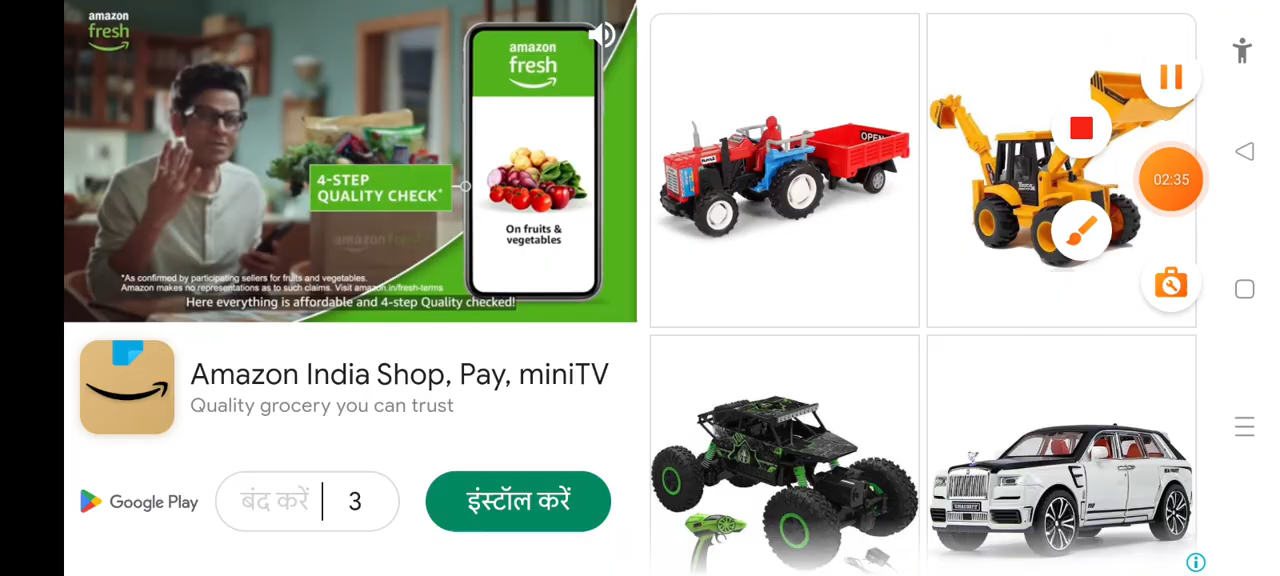 amazon
fresh
amazon
fresh
4-STEP
QUALITY CHECK*
On fruits &
vegetables
amazon fresh
*As confirmed by participating sellers for fruits and vegetables.
Amazon makes no representations as to such claims. Visit amazon.in/fresh-terms
Here everything is affordable and 4-step Quality checked!
Amazon India Shop, Pay, miniTV
Quality grocery you can trust
Google Play
बंद करें 3
इंस्टॉल करें
OPEN
02:35